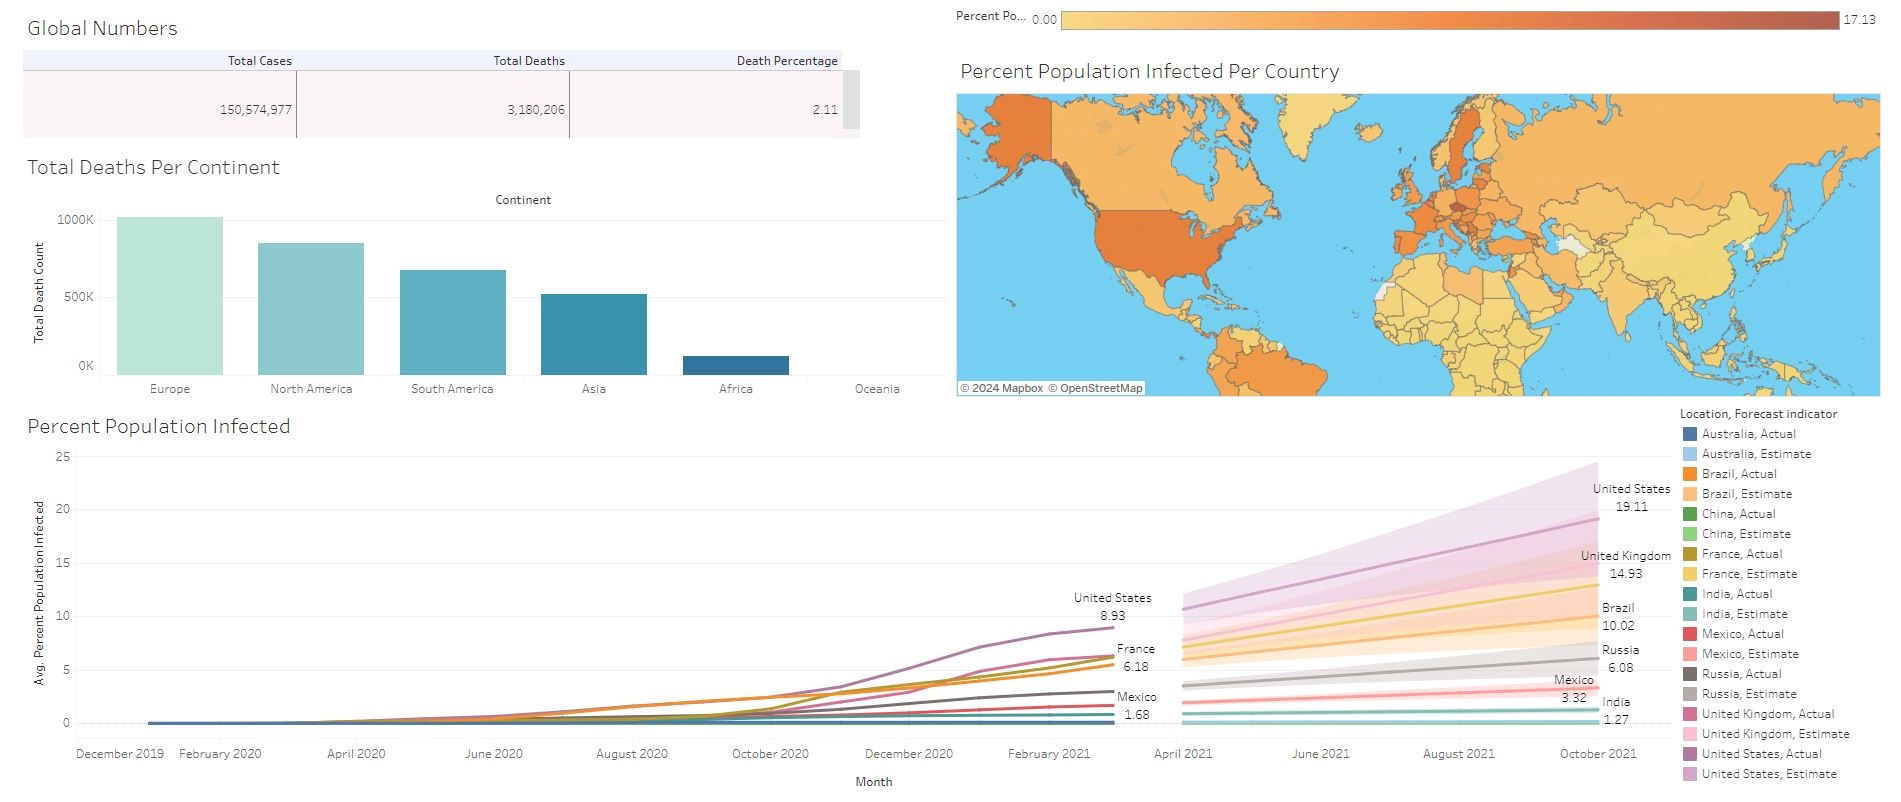 Global Numbers
Total Cases Total Deaths Death Percentage
150,574,977 3,180,206 2.11
Percent Po... 0.00 17.13
Percent Population Infected Per Country
© 2024 Mapbox © OpenStreetMap
Total Deaths Per Continent
Continent
Total Death Count
1000K
500K
0K
Europe North America South America Asia Africa Oceania
Percent Population Infected
Avg. Percent Population Infected
25
20
15
10
5
0
United States
8.93
France
6.18
Mexico
1.68
United States
19.11
United Kingdom
14.93
Brazil
10.02
Russia
6.08
Mexico
3.32
India
1.27
December 2019 February 2020 April 2020 June 2020 August 2020 October 2020 December 2020 February 2021 April 2021 June 2021 August 2021 October 2021
Month
Location, Forecast indicator
Australia, Actual
Australia, Estimate
Brazil, Actual
Brazil, Estimate
China, Actual
China, Estimate
France, Actual
France, Estimate
India, Actual
India, Estimate
Mexico, Actual
Mexico, Estimate
Russia, Actual
Russia, Estimate
United Kingdom, Actual
United Kingdom, Estimate
United States, Actual
United States, Estimate